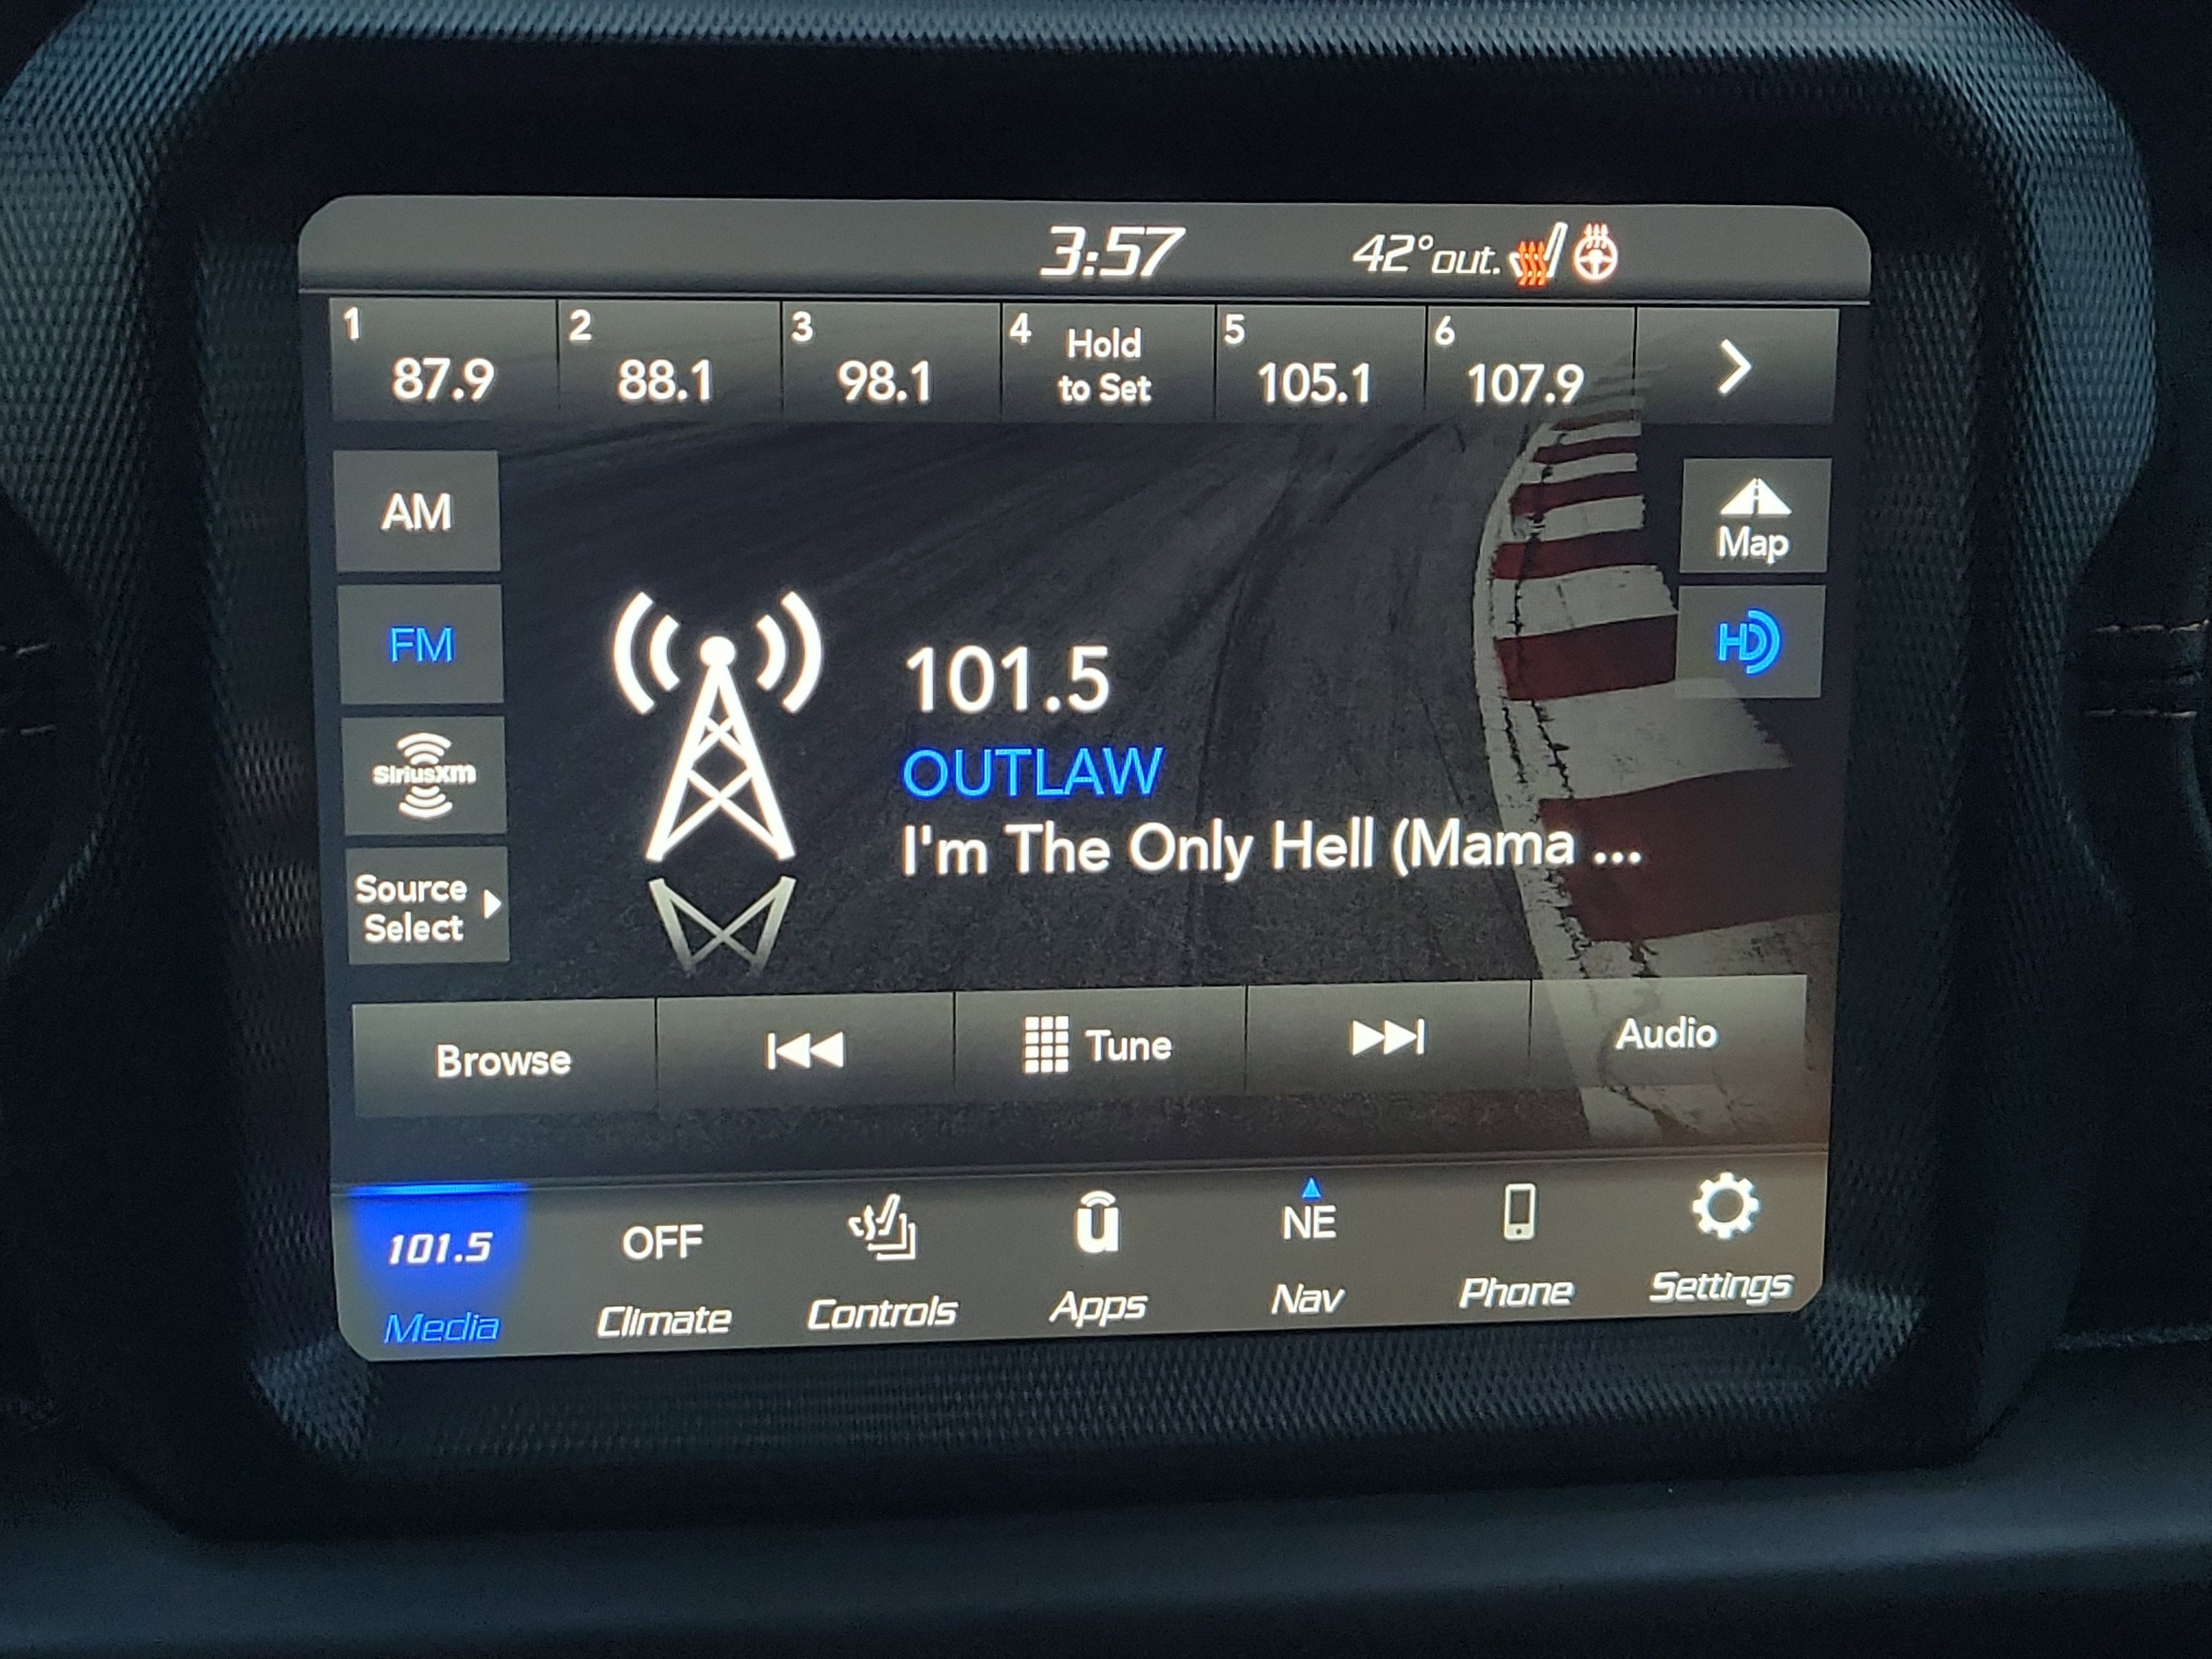 3:57 42°out.
1 2 3 4 Hold 5 6
87.9 88.1 98.1 to Set 105.1 107.9
AM
Map
FM
HD
101.5
siriusxm
OUTLAW
I'm The Only Hell (Mama ...
Source
Select
Browse Tune Audio
101.5 OFF u NE
Media Climate Controls Apps Nav Phone Settings